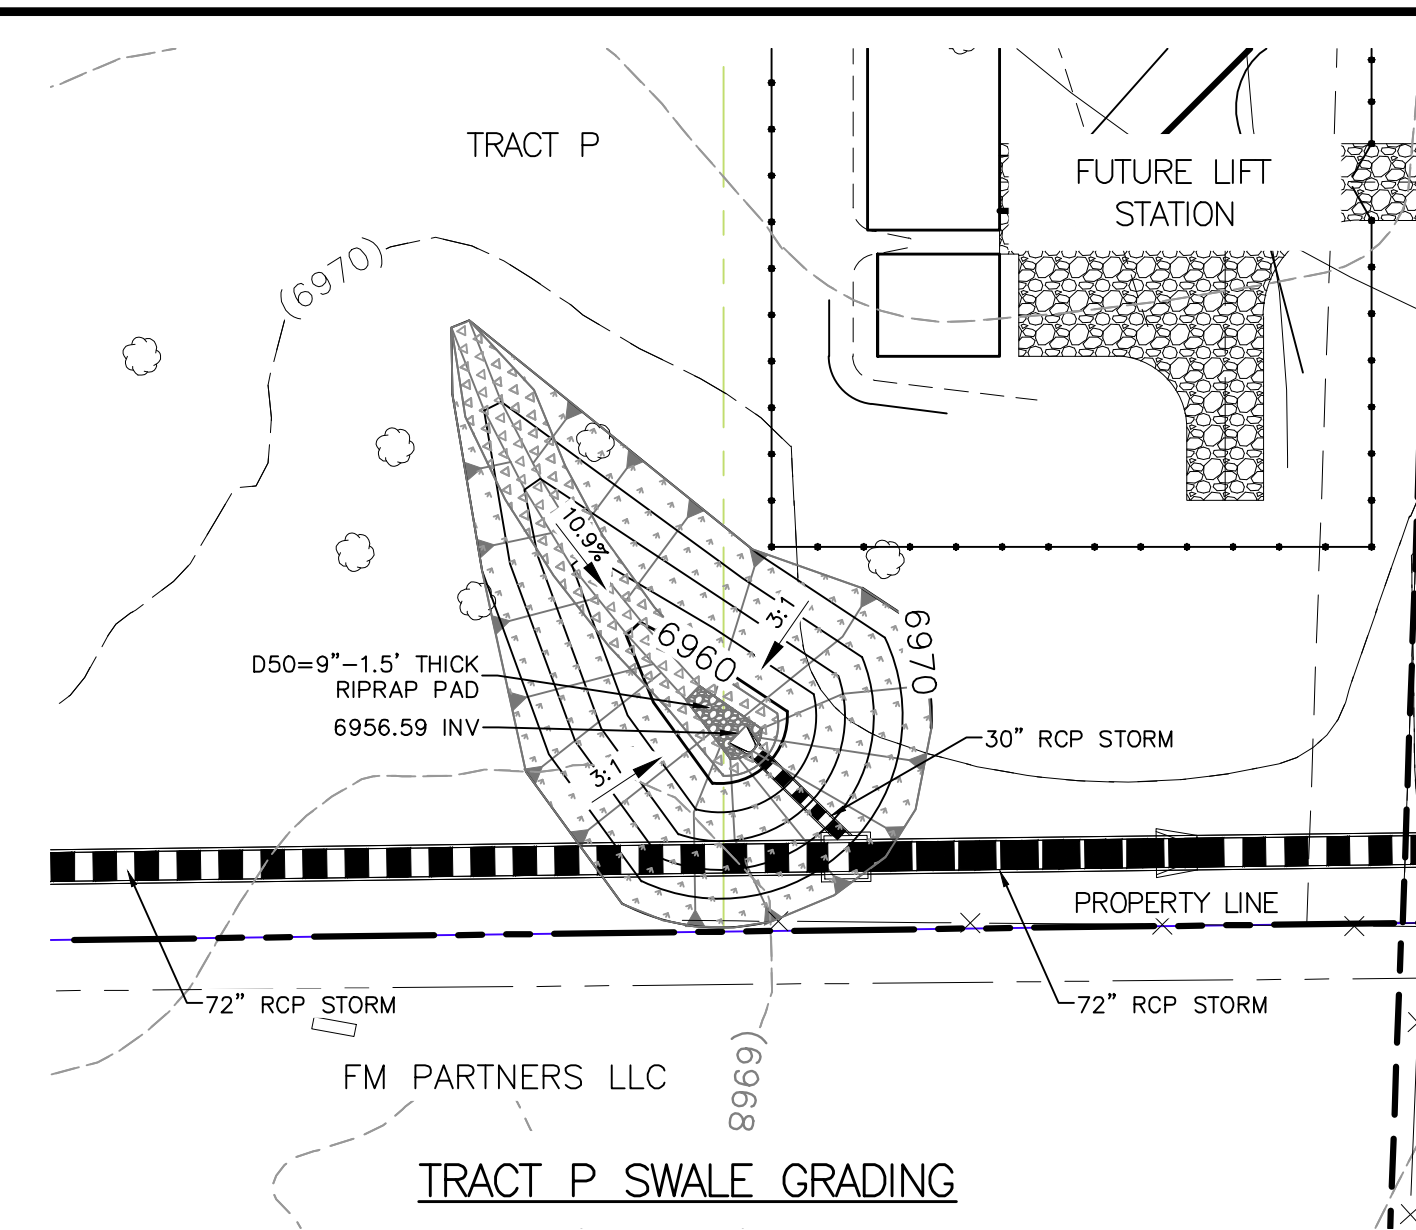 TRACT P
FUTURE LIFT
STATION
(6970)
10.9%
3:1
6960
6970
D50=9"-1.5' THICK
RIPRAP PAD
6956.59 INV
30" RCP STORM
3:1
PROPERTY LINE
72" RCP STORM
72" RCP STORM
(6968
FM PARTNERS LLC
TRACT P SWALE GRADING